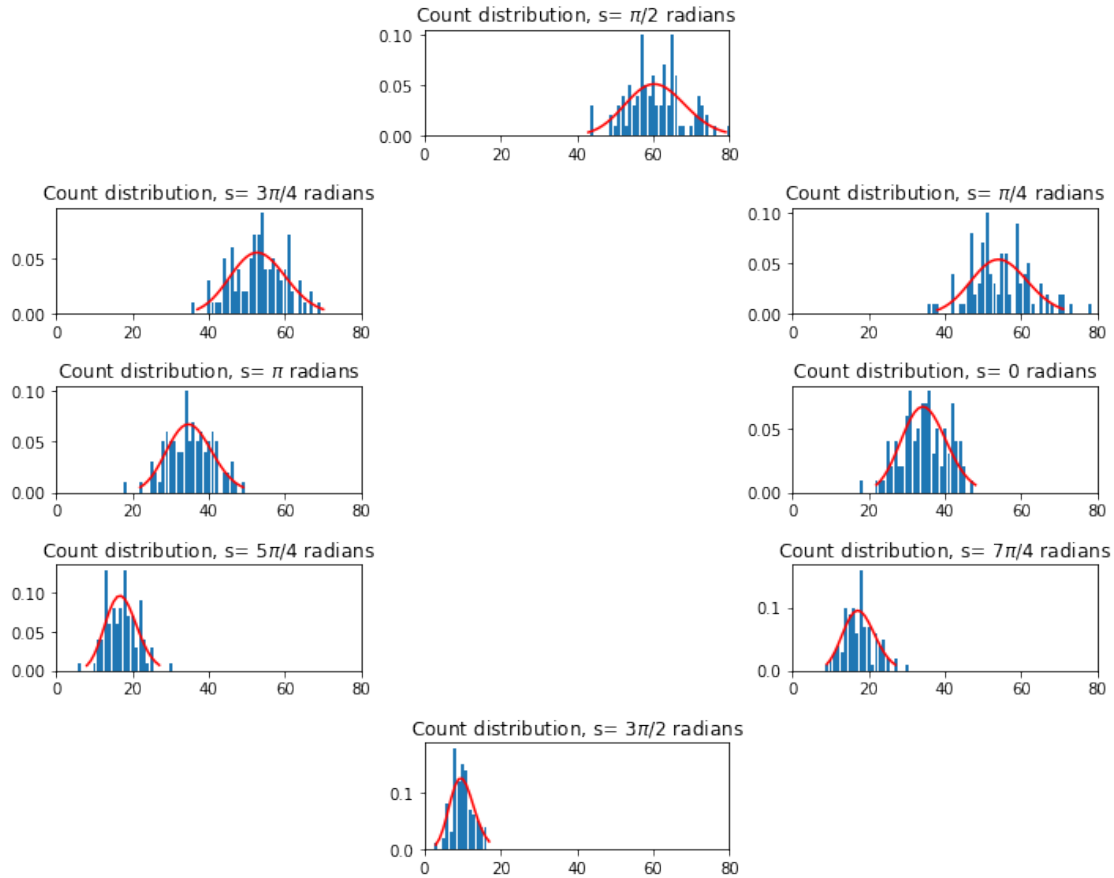 Count distribution, s= π/2 radians
0.10
0.05
0.00
0 20 40 60 80
Count distribution, s= 3π/4 radians
0.05
0.00
0 20 40 60 80
Count distribution, s= π/4 radians
0.10
0.05
0.00
0 20 40 60 80
Count distribution, s= π radians
0.10
0.05
0.00
0 20 40 60 80
Count distribution, s= 0 radians
0.05
0.00
0 20 40 60 80
Count distribution, s= 5π/4 radians
0.10
0.05
0.00
0 20 40 60 80
Count distribution, s= 7π/4 radians
0.1
0.0
0 20 40 60 80
Count distribution, s= 3π/2 radians
0.1
0.0
0 20 40 60 80